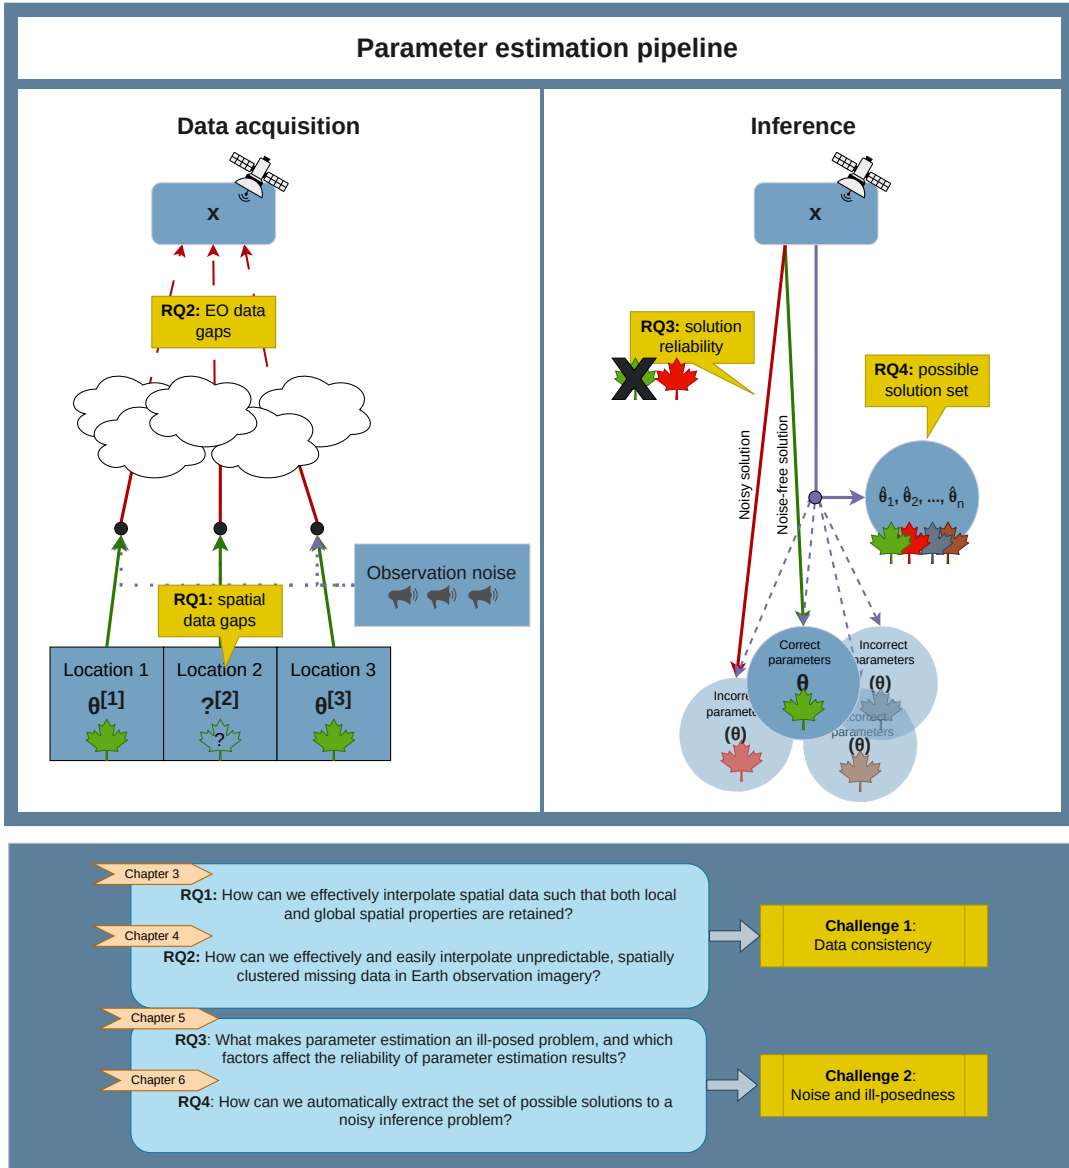 Parameter estimation pipeline
Data acquisition
x
RQ2: EO data
gaps
Observation noise
RQ1: spatial
data gaps
Location 1
θ[1]
Location 2
?[2]
?
Location 3
θ[3]
Inference
x
RQ3: solution
reliability
RQ4: possible
solution set
Noisy solution
Noise-free solution
θ̂1, θ̂2, ..., θ̂n
Correct
parameters
θ
Incorrect
parameters
(θ)
(θ)
(θ)
parameters
Chapter 3
RQ1: How can we effectively interpolate spatial data such that both local
and global spatial properties are retained?
Chapter 4
RQ2: How can we effectively and easily interpolate unpredictable, spatially
clustered missing data in Earth observation imagery?
Challenge 1:
Data consistency
Chapter 5
RQ3: What makes parameter estimation an ill-posed problem, and which
factors affect the reliability of parameter estimation results?
Chapter 6
RQ4: How can we automatically extract the set of possible solutions to a
noisy inference problem?
Challenge 2:
Noise and ill-posedness